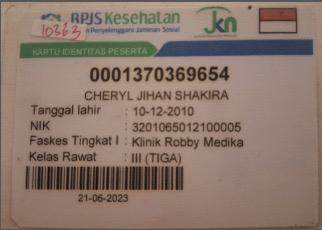 BPJS Kesehatan
Penyelenggara Jaminan Sosial
JKN
10363
KARTU IDENTITAS PESERTA
0001370369654
CHERYL JIHAN SHAKIRA
Tanggal lahir : 10-12-2010
NIK : 3201065012100005
Faskes Tingkat I : Klinik Robby Medika
Kelas Rawat : III (TIGA)
21-06-2023